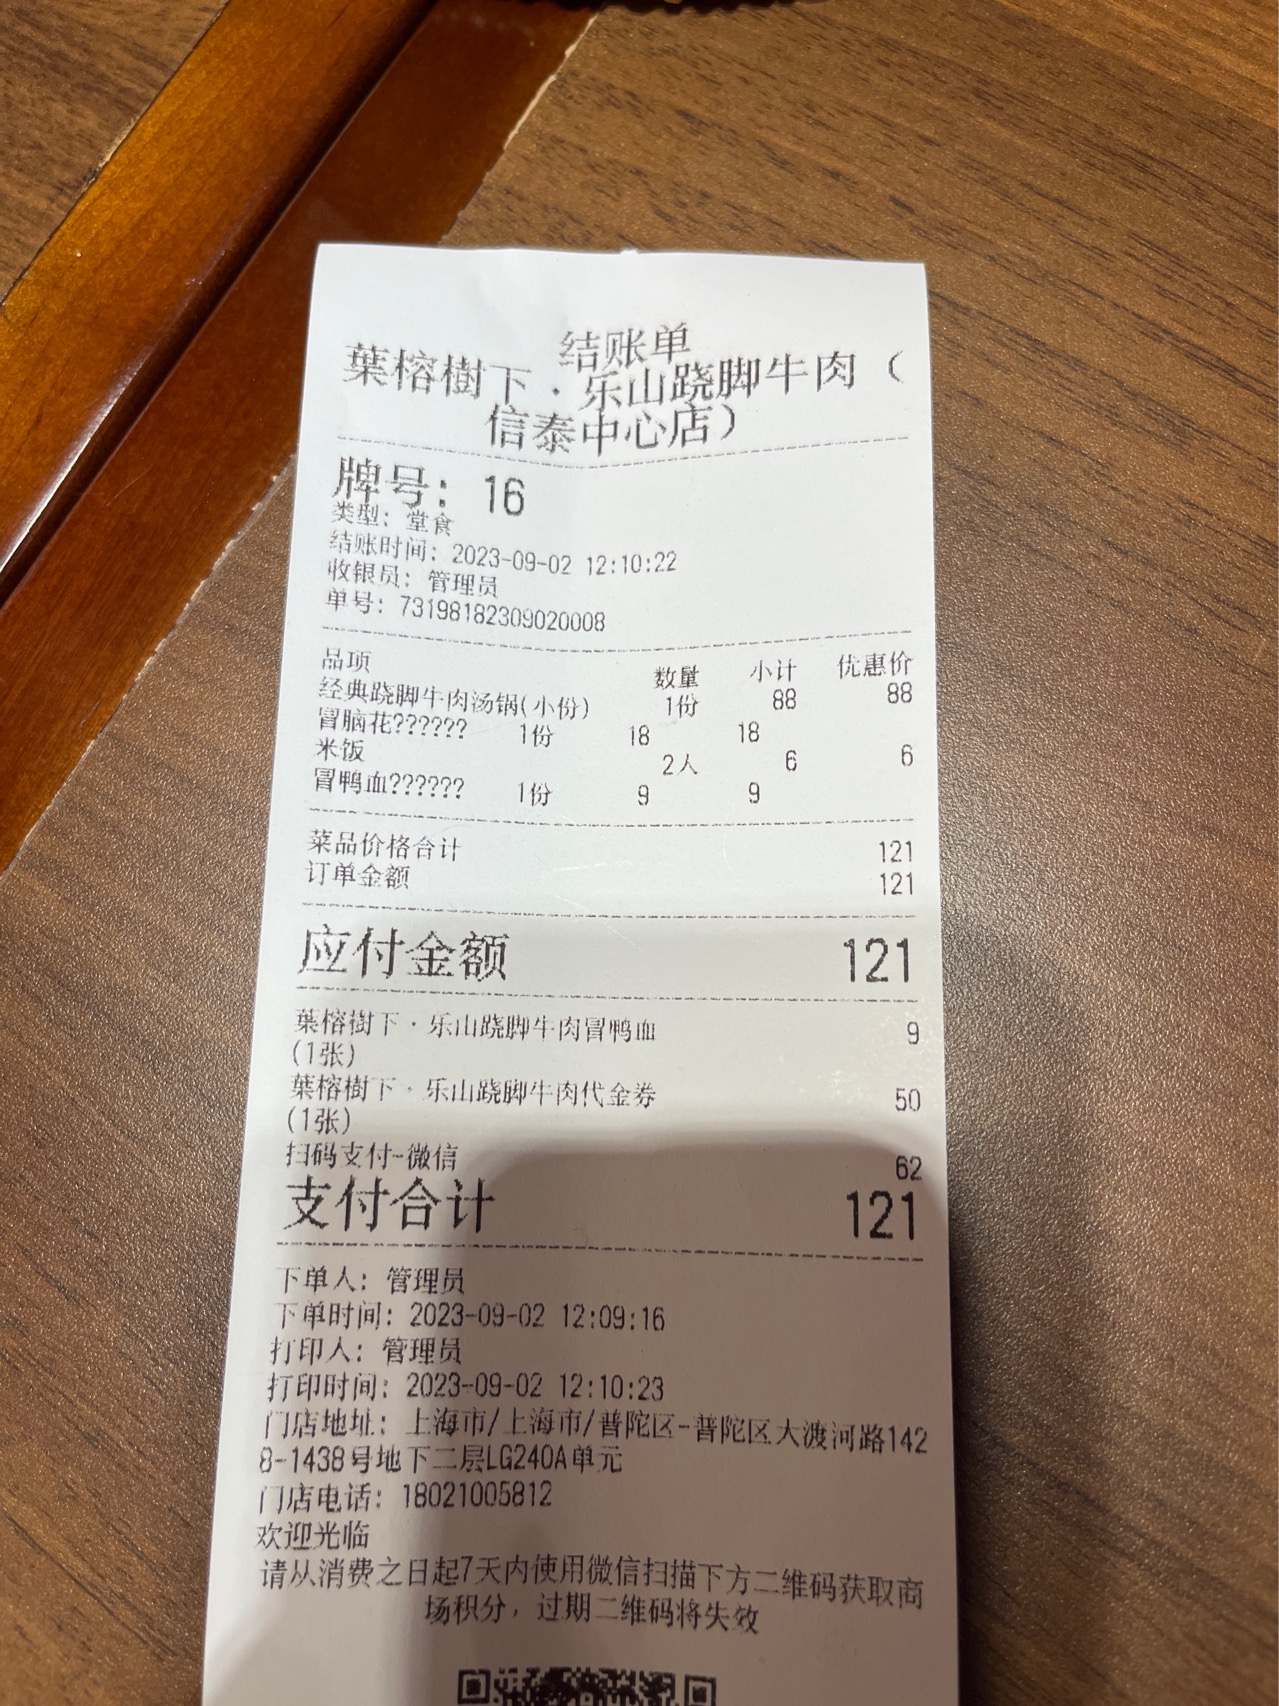 结账单
葉榕樹下·乐山跷脚牛肉（
信泰中心店）
牌号：16
类型：堂食
结账时间：2023-09-02 12:10:22
收银员：管理员
单号：73198182309020008
品项 数量 小计 优惠价
经典跷脚牛肉汤锅(小份) 1份 88 88
冒脑花?????? 1份 18 18
米饭 2人 6 6
冒鸭血?????? 1份 9 9
菜品价格合计 121
订单金额 121
应付金额 121
葉榕樹下·乐山跷脚牛肉冒鸭血 9
(1张)
葉榕樹下·乐山跷脚牛肉代金券 50
(1张)
扫码支付-微信 62
支付合计 121
下单人：管理员
下单时间：2023-09-02 12:09:16
打印人：管理员
打印时间：2023-09-02 12:10:23
门店地址：上海市/上海市/普陀区-普陀区大渡河路142
8-1438号地下二层LG240A单元
门店电话：18021005812
欢迎光临
请从消费之日起7天内使用微信扫描下方二维码获取商
场积分，过期二维码将失效